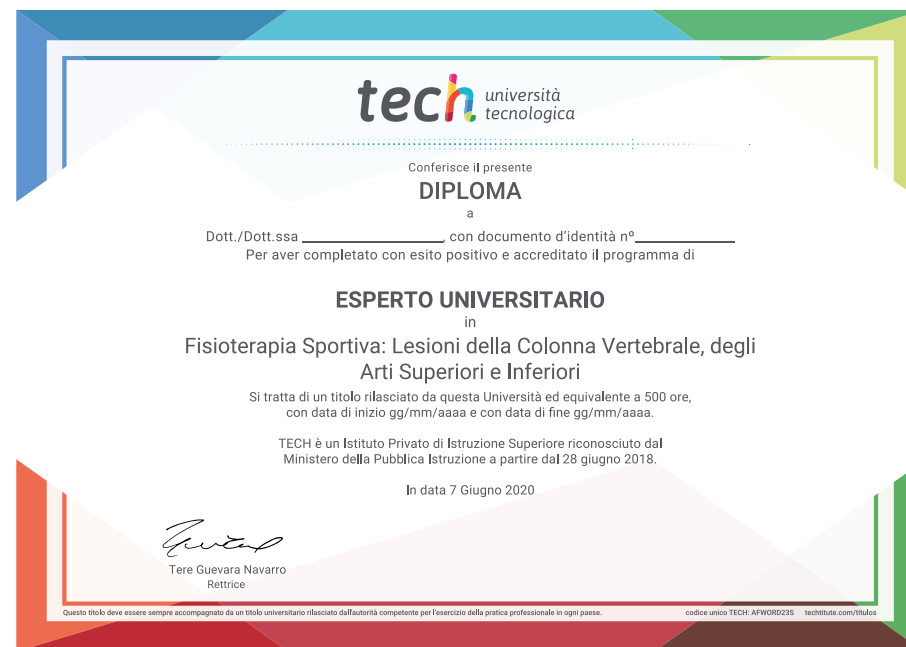 tech università
tecnologica
Conferisce il presente
DIPLOMA
a
Dott./Dott.ssa ____________________, con documento d'identità nº______________
Per aver completato con esito positivo e accreditato il programma di
ESPERTO UNIVERSITARIO
in
Fisioterapia Sportiva: Lesioni della Colonna Vertebrale, degli
Arti Superiori e Inferiori
Si tratta di un titolo rilasciato da questa Università ed equivalente a 500 ore,
con data di inizio gg/mm/aaaa e con data di fine gg/mm/aaaa.
TECH è un Istituto Privato di Istruzione Superiore riconosciuto dal
Ministero della Pubblica Istruzione a partire dal 28 giugno 2018.
In data 7 Giugno 2020
Tere Guevara Navarro
Rettrice
Questo titolo deve essere sempre accompagnato da un titolo universitario rilasciato dall'autorità competente per l'esercizio della pratica professionale in ogni paese. codice unico TECH: AFWORD23S techtitute.com/titulos